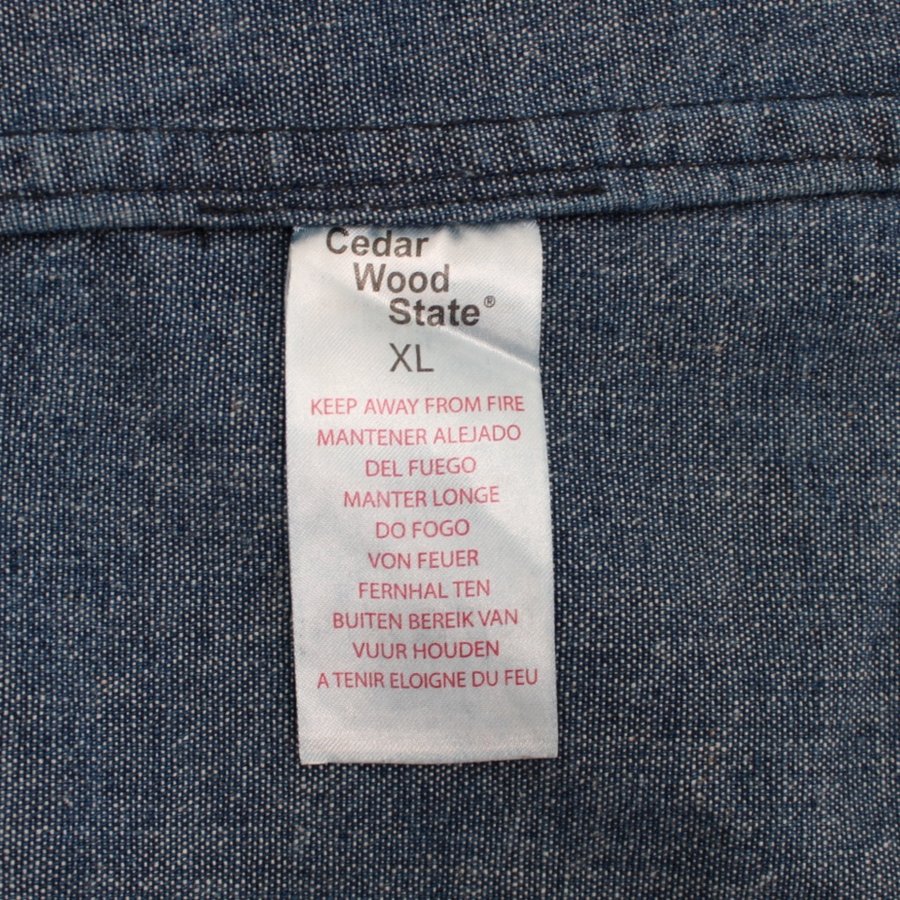 Cedar
Wood
State®
XL
KEEP AWAY FROM FIRE
MANTENER ALEJADO
DEL FUEGO
MANTER LONGE
DO FOGO
VON FEUER
FERNHAL TEN
BUITEN BEREIK VAN
VUUR HOUDEN
A TENIR ELOIGNE DU FEU